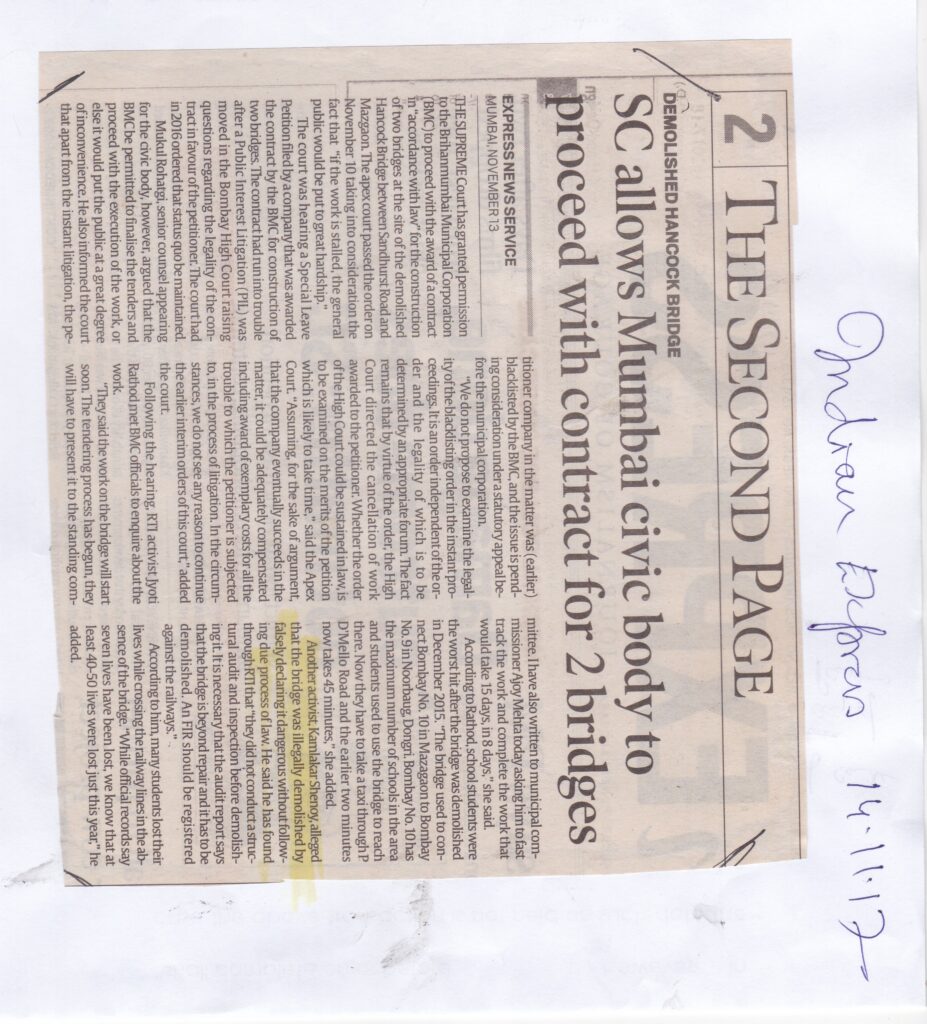 Indian Express 14.11.17
2 THE SECOND PAGE
DEMOLISHED HANCOCK BRIDGE
SC allows Mumbai civic body to
proceed with contract for 2 bridges
EXPRESS NEWS SERVICE
MUMBAI, NOVEMBER 13
THE SUPREME Court has granted permission
to the Brihanmumbai Municipal Corporation
(BMC) to proceed with the award of a contract
in "accordance with law" for the construction
of two bridges at the site of the demolished
Hancock Bridge between Sandhurst Road and
Mazgaon. The apex court passed the order on
November 10 taking into consideration the
fact that "if the work is stalled, the general
public would be put to great hardship."
The court was hearing a Special Leave
Petition filed by a company that was awarded
the contract by the BMC for construction of
two bridges. The contract had run into trouble
after a Public Interest Litigation (PIL) was
moved in the Bombay High Court raising
questions regarding the legality of the con-
tract in favour of the petitioner. The court had
in 2016 ordered that status quo be maintained.
Mukul Rohatgi, senior counsel appearing
for the civic body, however, argued that the
BMC be permitted to finalise the tenders and
proceed with the execution of the work, or
else it would put the public at a great degree
of inconvenience. He also informed the court
that apart from the instant litigation, the pe-
titioner company in the matter was (earlier)
blacklisted by the BMC, and the issue is pend-
ing consideration under a statutory appeal be-
fore the municipal corporation.
"We do not propose to examine the legal-
ity of the blacklisting order in the instant pro-
ceedings. It is an order independent of the or-
der and the legality of which is to be
determined by an appropriate forum. The fact
remains that by virtue of the order, the High
Court directed the cancellation of work
awarded to the petitioner. Whether the order
of the High Court could be sustained in law, is
to be examined on the merits of the petition
which is likely to take time," said the Apex
Court. "Assuming, for the sake of argument,
that the company eventually succeeds in the
matter, it could be adequately compensated
including award of exemplary costs for all the
trouble to which the petitioner is subjected
to, in the process of litigation. In the circum-
stances, we do not see any reason to continue
the earlier interim orders of this court," added
the court.
Following the hearing, RTI activist Jyoti
Rathod met BMC officials to enquire about the
work.
"They said the work on the bridge will start
soon. The tendering process has begun, they
will have to present it to the standing com-
mittee. I have also written to municipal com-
missioner Ajoy Mehta today asking him to fast
track the work and complete the work that
would take 15 days, in 8 days," she said.
According to Rathod, school students were
the worst hit after the bridge was demolished
in December 2015. "The bridge used to con-
nect Bombay No. 10 in Mazagaon to Bombay
No. 9 in Noorbaug, Dongri. Bombay No. 10 has
the maximum number of schools in the area
and students used to use the bridge to reach
there. Now they have to take a taxi through P
D'Mello Road and the earlier two minutes
now takes 45 minutes," she added.
Another activist, Kamlakar Shenoy, alleged
that the bridge was illegally demolished by
falsely declaring it dangerous without follow-
ing due process of law. He said he has found
through RTI that "they did not conduct a struc-
tural audit and inspection before demolish-
ing it. It is necessary that the audit report says
that the bridge is beyond repair and it has to be
demolished. An FIR should be registered
against the railways."
According to him, many students lost their
lives while crossing the railway lines in the ab-
sence of the bridge. "While official records say
seven lives have been lost, we know that at
least 40-50 lives were lost just this year," he
added.